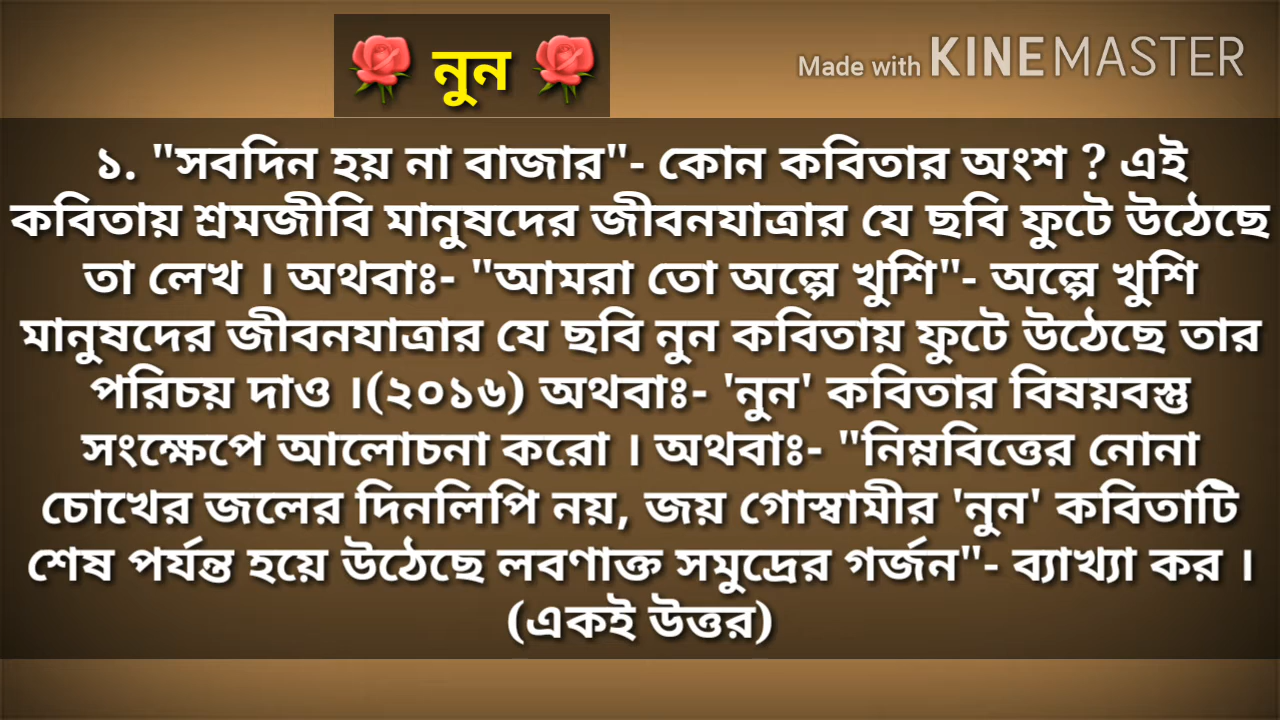 নুন
Made with KINEMASTER
১. "সবদিন হয় না বাজার"- কোন কবিতার অংশ ? এই
কবিতায় শ্রমজীবি মানুষদের জীবনযাত্রার যে ছবি ফুটে উঠেছে
তা লেখ । অথবাঃ- "আমরা তো অল্পে খুশি"- অল্পে খুশি
মানুষদের জীবনযাত্রার যে ছবি নুন কবিতায় ফুটে উঠেছে তার
পরিচয় দাও ।(২০১৬) অথবাঃ- 'নুন' কবিতার বিষয়বস্তু
সংক্ষেপে আলোচনা করো । অথবাঃ- "নিম্নবিত্তের নোনা
চোখের জলের দিনলিপি নয়, জয় গোস্বামীর 'নুন' কবিতাটি
শেষ পর্যন্ত হয়ে উঠেছে লবণাক্ত সমুদ্রের গর্জন"- ব্যাখ্যা কর ।
(একই উত্তর)